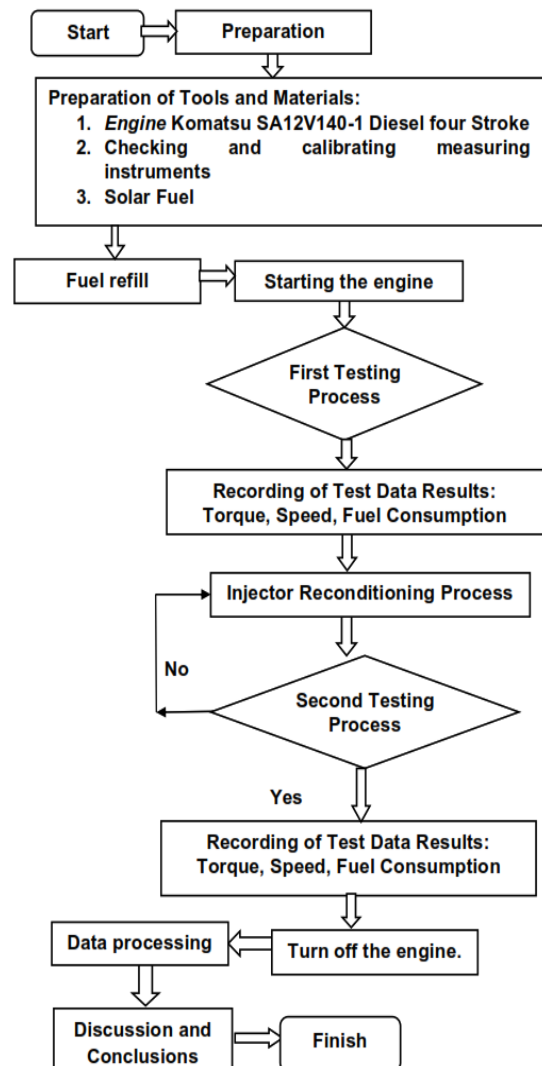 Start
Preparation
Preparation of Tools and Materials:
1. Engine Komatsu SA12V140-1 Diesel four Stroke
2. Checking and calibrating measuring
instruments
3. Solar Fuel
Fuel refill
Starting the engine
First Testing
Process
Recording of Test Data Results:
Torque, Speed, Fuel Consumption
Injector Reconditioning Process
No
Second Testing
Process
Yes
Recording of Test Data Results:
Torque, Speed, Fuel Consumption
Turn off the engine.
Data processing
Discussion and
Conclusions
Finish